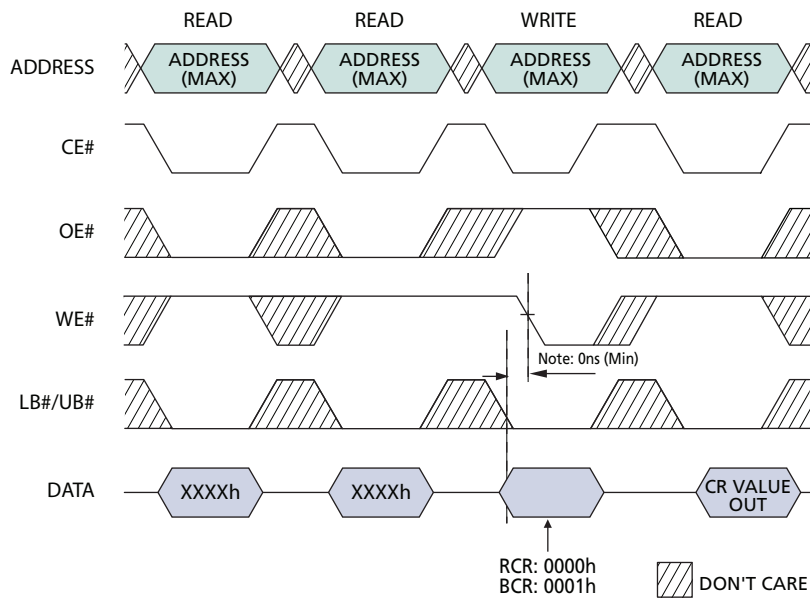 READ READ WRITE READ
ADDRESS
ADDRESS
(MAX)
ADDRESS
(MAX)
ADDRESS
(MAX)
ADDRESS
(MAX)
CE#
OE#
WE#
Note: 0ns (Min)
LB#/UB#
DATA
XXXXh
XXXXh
CR VALUE
OUT
RCR: 0000h
BCR: 0001h
DON'T CARE